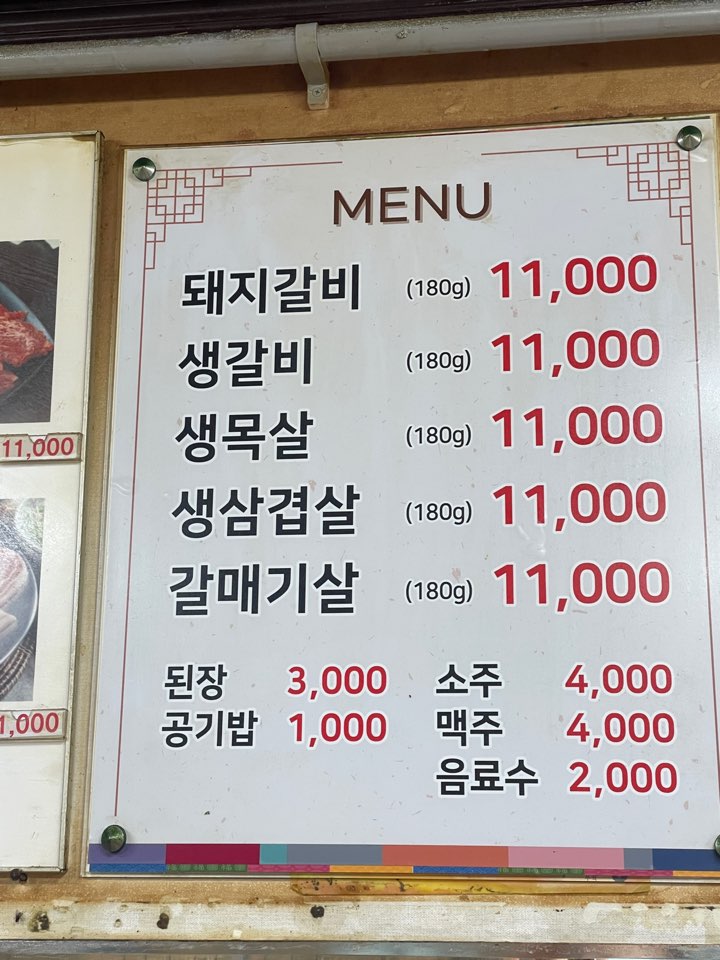 MENU
돼지갈비 (180g) 11,000
생갈비 (180g) 11,000
생목살 (180g) 11,000
생삼겹살 (180g) 11,000
갈매기살 (180g) 11,000
된장 3,000 소주 4,000
공기밥 1,000 맥주 4,000
음료수 2,000
11,000
1,000